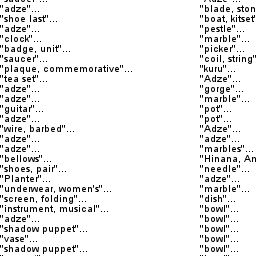 "adze"...
"shoe last"...
"adze"...
"clock"...
"badge, unit"...
"saucer"...
"plaque, commemorative"...
"tea set"...
"adze"...
"adze"...
"guitar"...
"adze"...
"wire, barbed"...
"adze"...
"adze"...
"bellows"...
"shoes, pair"...
"Planter"...
"underwear, women's"...
"screen, folding"...
"instrument, musical"...
"adze"...
"shadow puppet"...
"vase"...
"shadow puppet"...
"blade, ston
"boat, kitset'
"pestle"...
"marble"...
"picker"...
"coil, string"
"kuru"...
"Adze"...
"gorge"...
"marble"...
"pot"...
"pot"...
"Adze"...
"adze"...
"marbles"...
"Hinana, An
"needle"...
"adze"...
"marble"...
"dish"...
"bowl"...
"bowl"...
"bowl"...
"bowl"...
"bowl"...